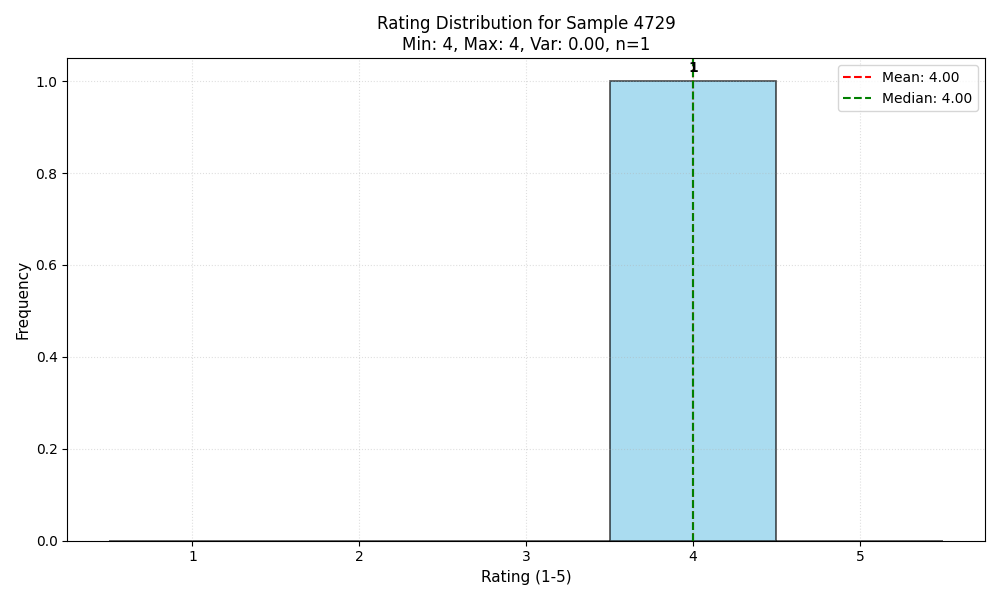 Rating Distribution for Sample 4729
Min: 4, Max: 4, Var: 0.00, n=1
1
Mean: 4.00
Median: 4.00
1.0
0.8
0.6
0.4
0.2
0.0
Frequency
1 2 3 4 5
Rating (1-5)